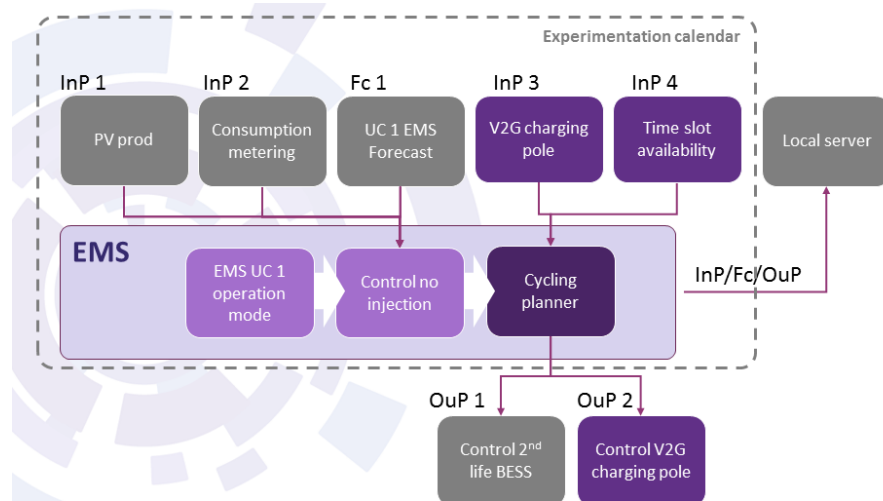 Experimentation calendar
InP 1
InP 2
Fc 1
InP 3
InP 4
PV prod
Consumption
metering
UC 1 EMS
Forecast
V2G charging
pole
Time slot
availability
Local server
EMS
EMS UC 1
operation
mode
Control no
injection
Cycling
planner
InP/Fc/OuP
OuP 1
OuP 2
Control 2nd
life BESS
Control V2G
charging pole